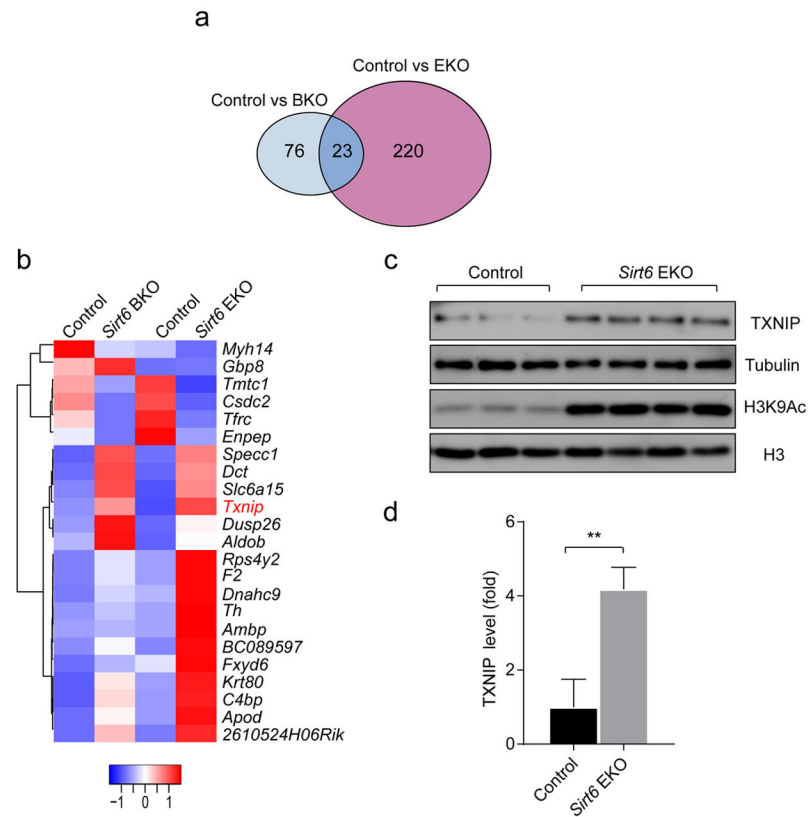 a
Control vs EKO
Control vs BKO
76
23
220
b
Control
Sirt6 BKO
Control
Sirt6 EKO
Myh14
Gbp8
Tmtc1
Csdc2
Tfrc
Enpep
Specc1
Dct
Slc6a15
Txnip
Dusp26
Aldob
Rps4y2
F2
Dnahc9
Th
Ambp
BC089597
Fxyd6
Krt80
C4bp
Apod
2610524H06Rik
−1 0 1
c
Control
Sirt6 EKO
TXNIP
Tubulin
H3K9Ac
H3
d
6
4
2
0
TXNIP level (fold)
**
Control
Sirt6 EKO